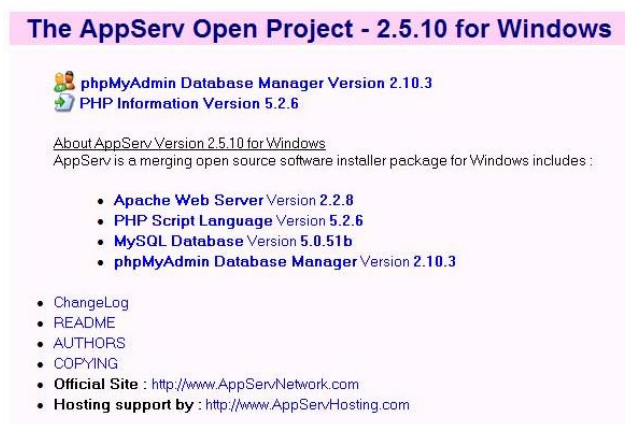 The AppServ Open Project - 2.5.10 for Windows
phpMyAdmin Database Manager Version 2.10.3
PHP Information Version 5.2.6
About AppServ Version 2.5.10 for Windows
AppServ is a merging open source software installer package for Windows includes :
Apache Web Server Version 2.2.8
PHP Script Language Version 5.2.6
MySQL Database Version 5.0.51b
phpMyAdmin Database Manager Version 2.10.3
ChangeLog
README
AUTHORS
COPYING
Official Site : http://www.AppServNetwork.com
Hosting support by : http://www.AppServHosting.com